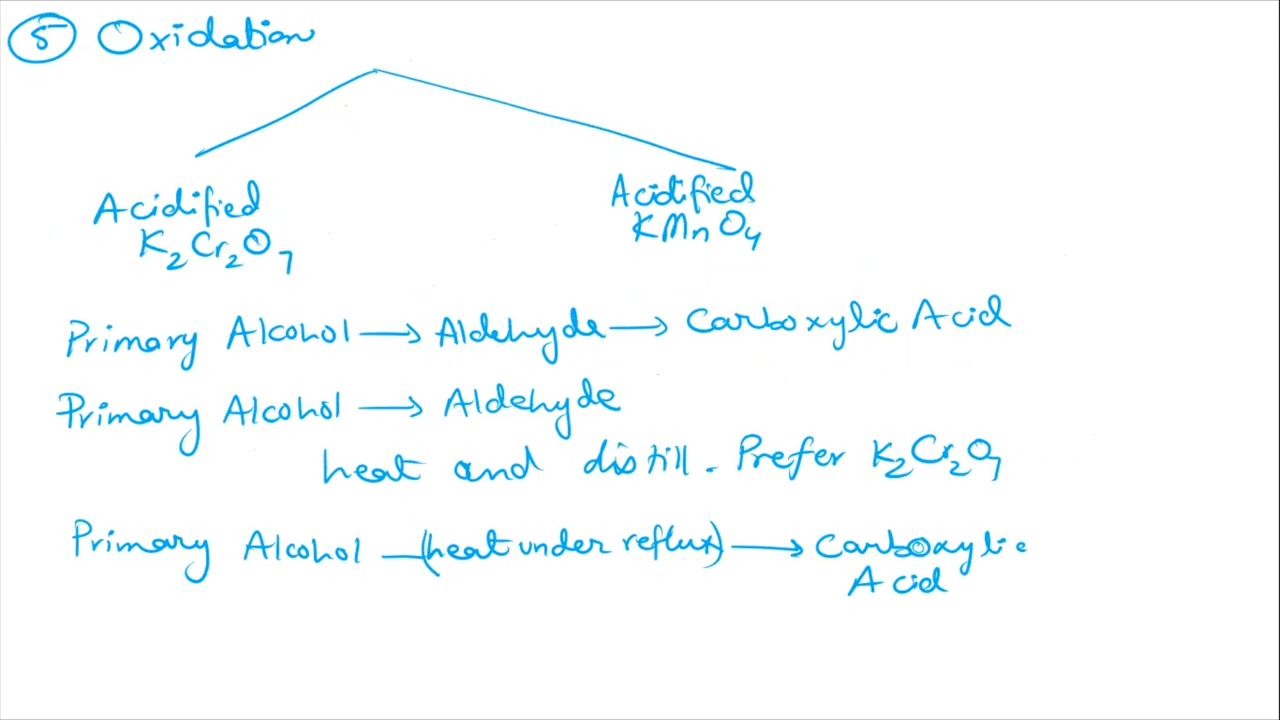 ⑤ Oxidation
Acidified
K₂Cr₂O₇
Acidified
KMnO₄
Primary Alcohol → Aldehyde → Carboxylic Acid
Primary Alcohol → Aldehyde
heat and distill. Prefer K₂Cr₂O₇
Primary Alcohol —(heat under reflux)→ Carboxylic
Acid